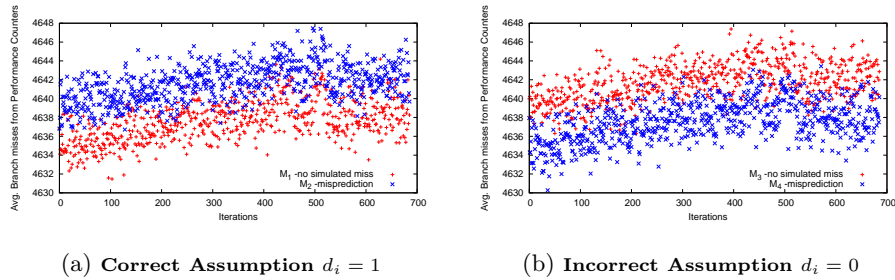 Avg. Branch misses from Performance Counters
4648
4646
4644
4642
4640
4638
4636
4634
4632
4630
0 100 200 300 400 500 600 700
Iterations
M1 -no simulated miss
M2 -misprediction
(a) Correct Assumption di = 1
Avg. Branch misses from Performance Counters
4648
4646
4644
4642
4640
4638
4636
4634
4632
4630
0 100 200 300 400 500 600 700
Iterations
M3 -no simulated miss
M4 -misprediction
(b) Incorrect Assumption di = 0